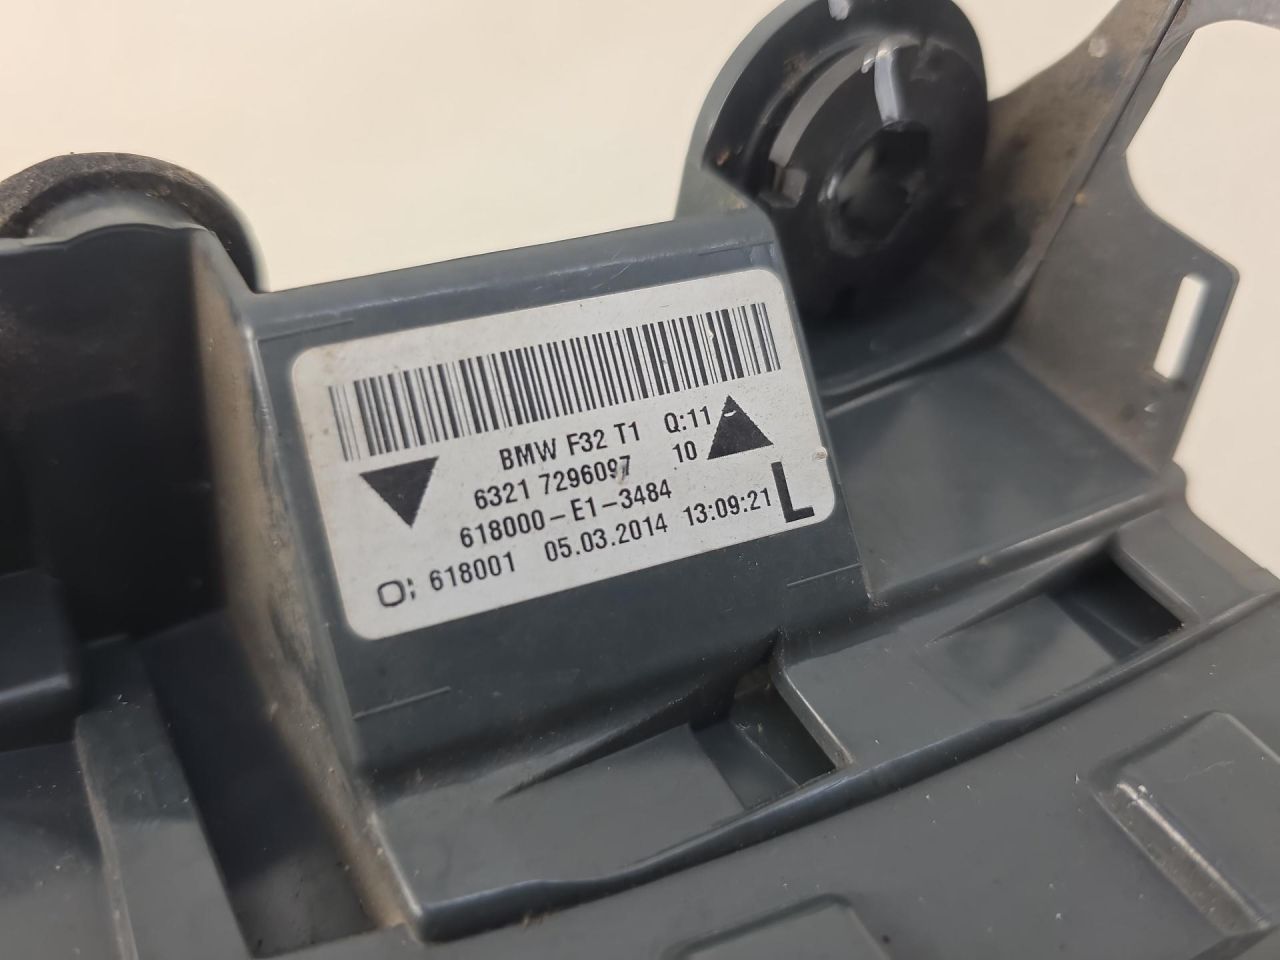 BMW F32 T1 Q:11
6321 7296097 10
618000-E1-3484
O: 618001 05.03.2014 13:09:21 L